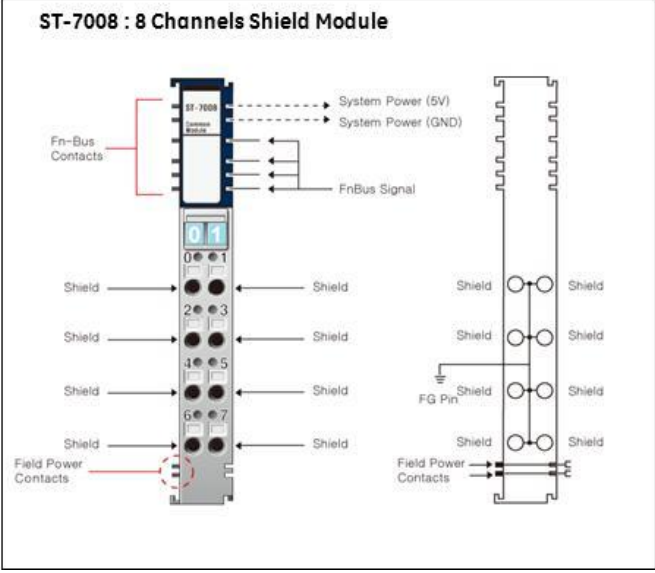 ST-7008 : 8 Channels Shield Module
ST-7008
Common
Module
System Power (5V)
System Power (GND)
Fn-Bus
Contacts
FnBus Signal
0 1
0 1
Shield Shield Shield Shield
2 3
Shield Shield Shield Shield
4 5
Shield Shield FG Pin Shield Shield
6 7
Shield Shield Shield Shield
Field Power
Contacts
Field Power
Contacts